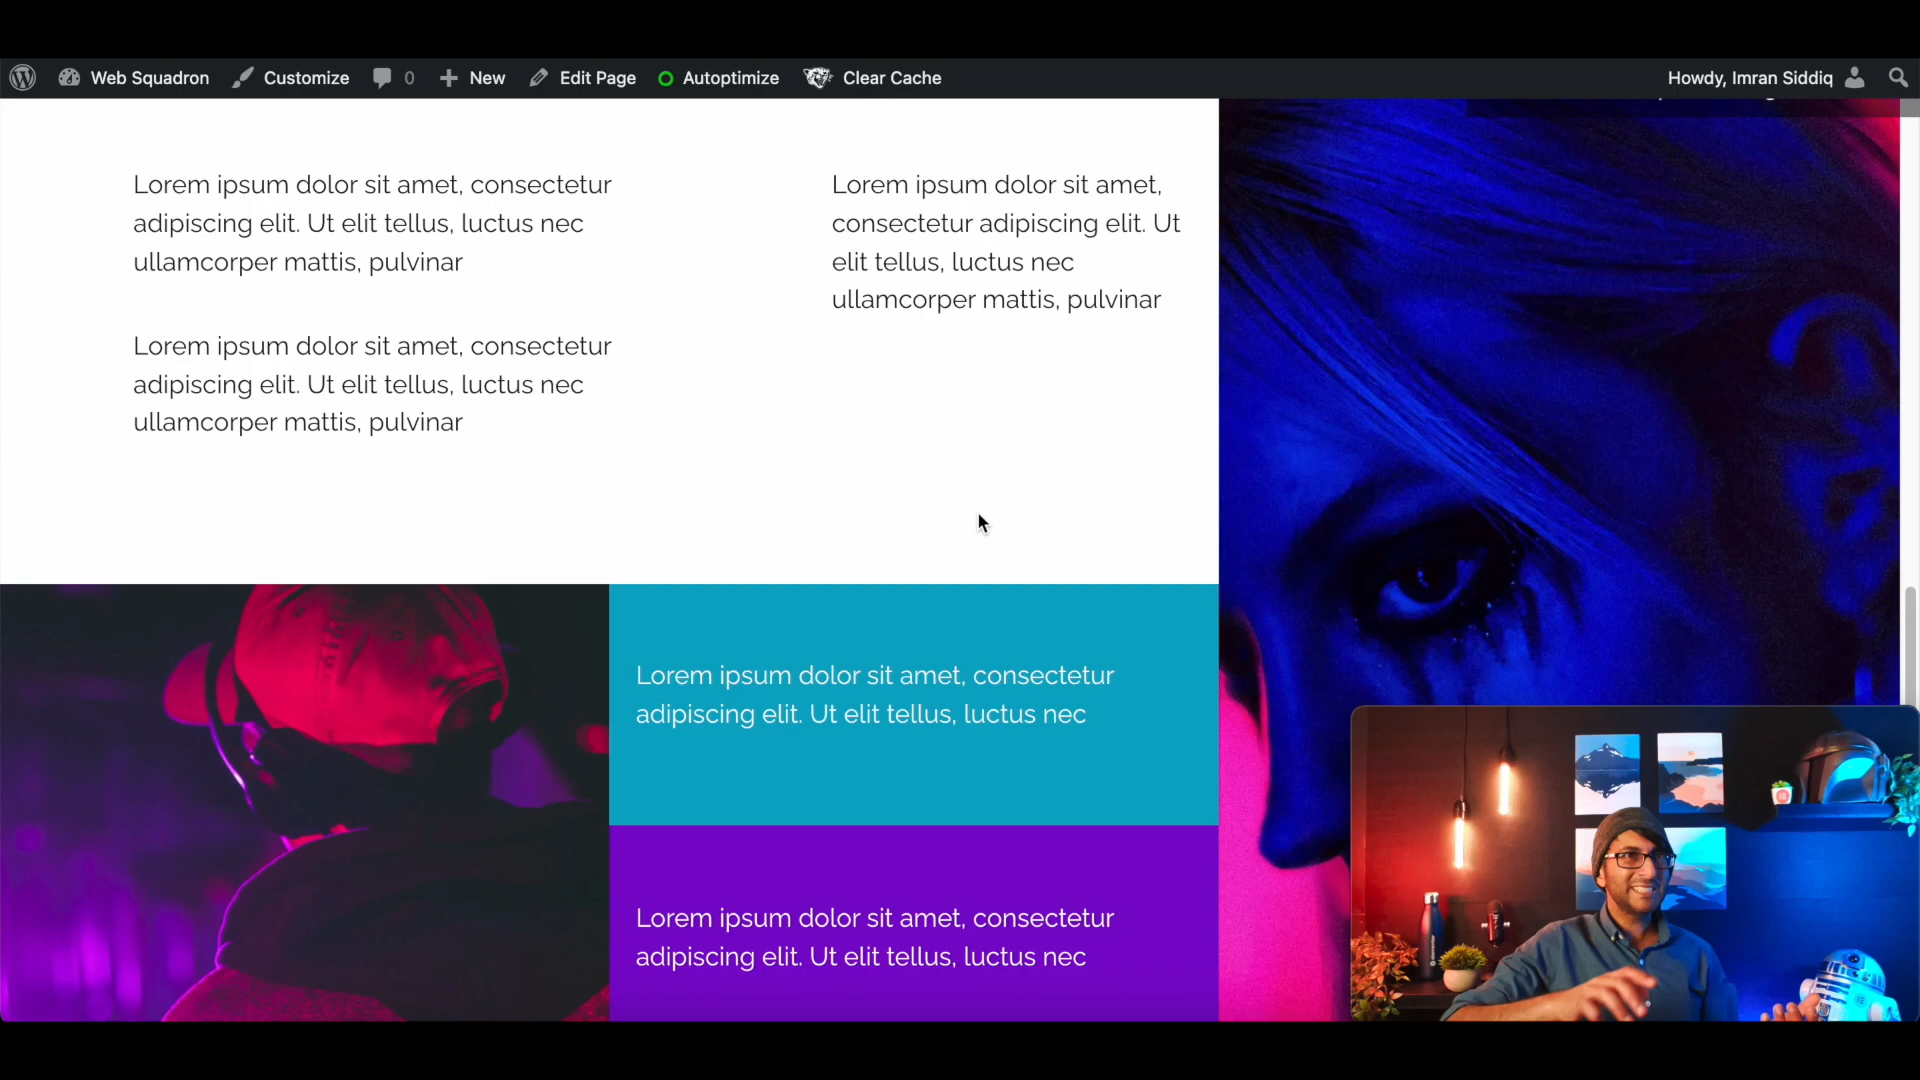 Web Squadron Customize 0 New Edit Page Autoptimize Clear Cache Howdy, Imran Siddiq
Lorem ipsum dolor sit amet, consectetur
adipiscing elit. Ut elit tellus, luctus nec
ullamcorper mattis, pulvinar
Lorem ipsum dolor sit amet, consectetur
adipiscing elit. Ut elit tellus, luctus nec
ullamcorper mattis, pulvinar
Lorem ipsum dolor sit amet,
consectetur adipiscing elit. Ut
elit tellus, luctus nec
ullamcorper mattis, pulvinar
Lorem ipsum dolor sit amet, consectetur
adipiscing elit. Ut elit tellus, luctus nec
Lorem ipsum dolor sit amet, consectetur
adipiscing elit. Ut elit tellus, luctus nec